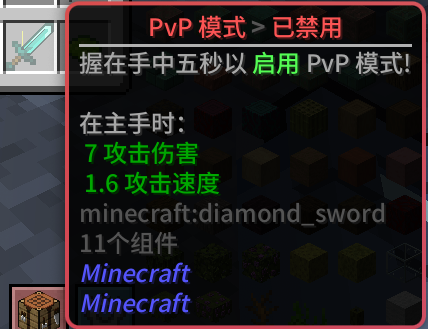 PvP 模式 > 已禁用
握在手中五秒以 启用 PvP 模式!
在主手时:
7 攻击伤害
1.6 攻击速度
minecraft:diamond_sword
11个组件
Minecraft
Minecraft